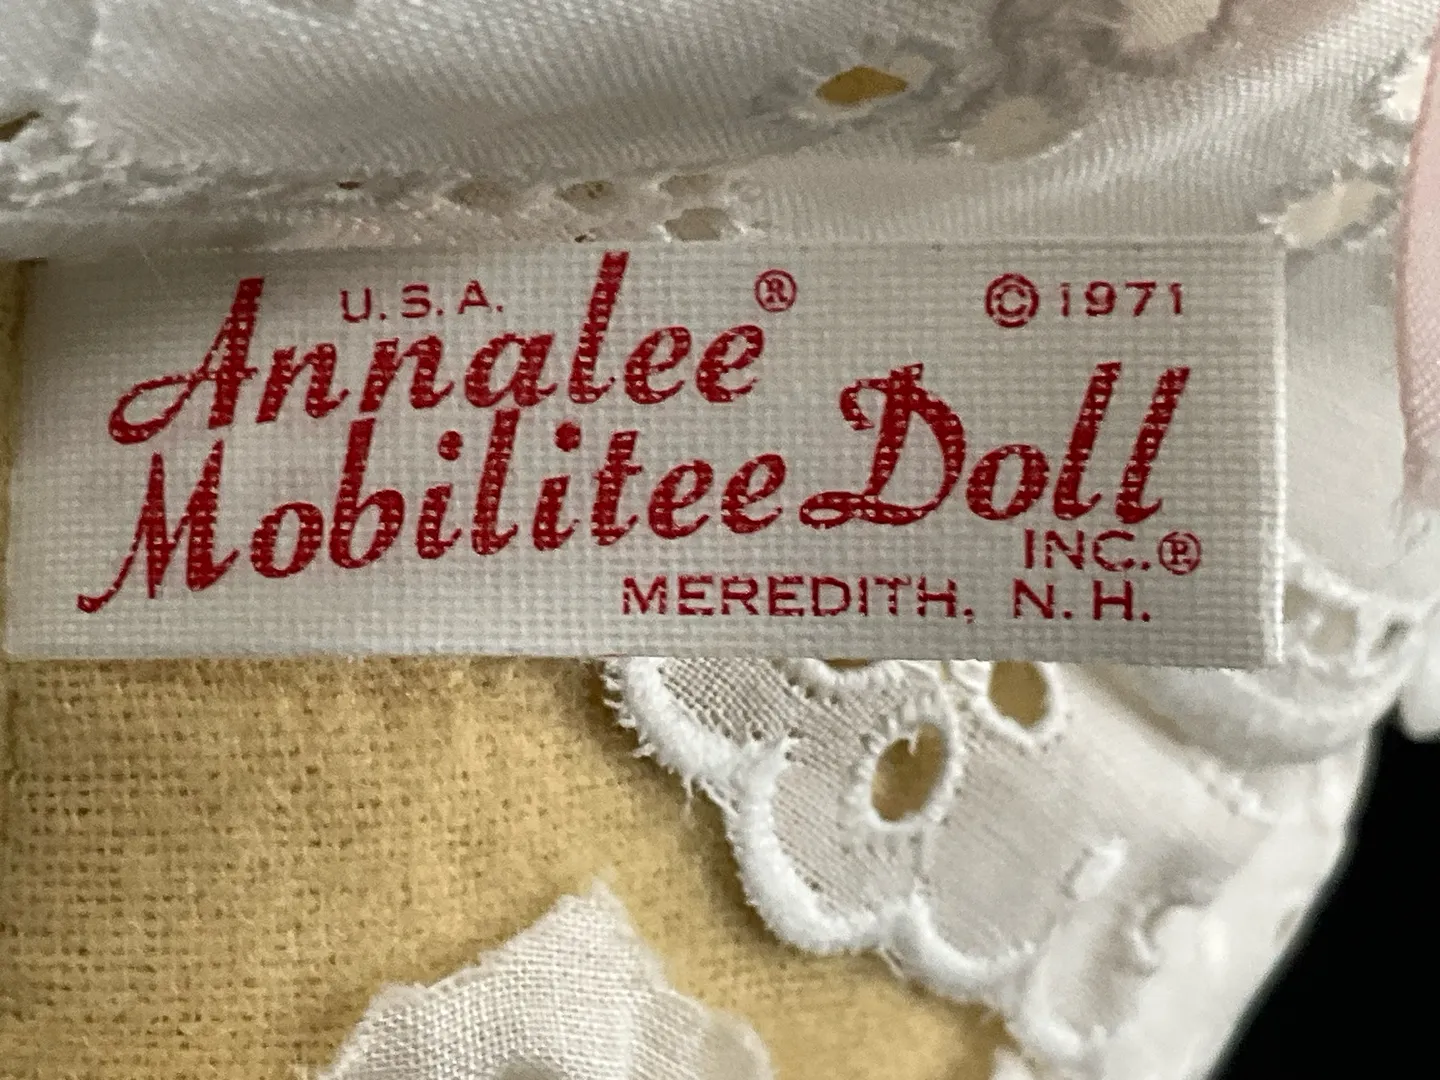 U.S.A.
Annalee® © 1971
Mobilitee Doll
INC.®
MEREDITH, N.H.